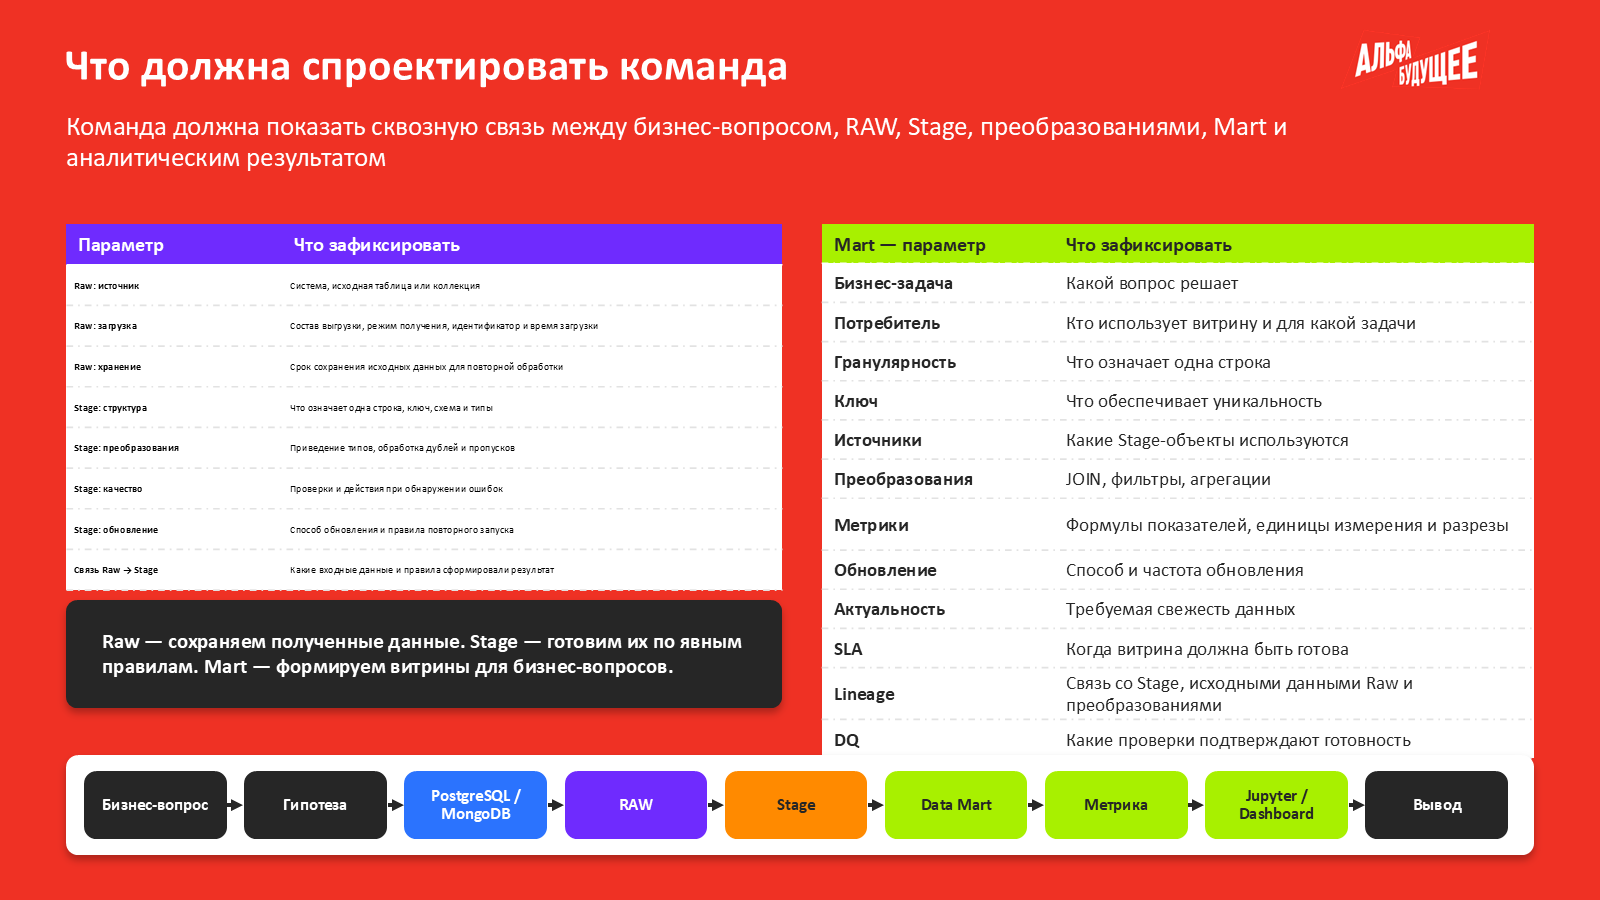 Что должна спроектировать команда
АЛЬФА
БУДУЩЕЕ
Команда должна показать сквозную связь между бизнес-вопросом, RAW, Stage, преобразованиями, Mart и
аналитическим результатом
Параметр Что зафиксировать
Raw: источник Система, исходная таблица или коллекция
Raw: загрузка Состав выгрузки, режим получения, идентификатор и время загрузки
Raw: хранение Срок сохранения исходных данных для повторной обработки
Stage: структура Что означает одна строка, ключ, схема и типы
Stage: преобразования Приведение типов, обработка дублей и пропусков
Stage: качество Проверки и действия при обнаружении ошибок
Stage: обновление Способ обновления и правила повторного запуска
Связь Raw → Stage Какие входные данные и правила сформировали результат
Raw — сохраняем полученные данные. Stage — готовим их по явным
правилам. Mart — формируем витрины для бизнес-вопросов.
Mart — параметр Что зафиксировать
Бизнес-задача Какой вопрос решает
Потребитель Кто использует витрину и для какой задачи
Гранулярность Что означает одна строка
Ключ Что обеспечивает уникальность
Источники Какие Stage-объекты используются
Преобразования JOIN, фильтры, агрегации
Метрики Формулы показателей, единицы измерения и разрезы
Обновление Способ и частота обновления
Актуальность Требуемая свежесть данных
SLA Когда витрина должна быть готова
Lineage Связь со Stage, исходными данными Raw и
преобразованиями
DQ Какие проверки подтверждают готовность
Бизнес-вопрос
Гипотеза
PostgreSQL /
MongoDB
RAW
Stage
Data Mart
Метрика
Jupyter /
Dashboard
Вывод